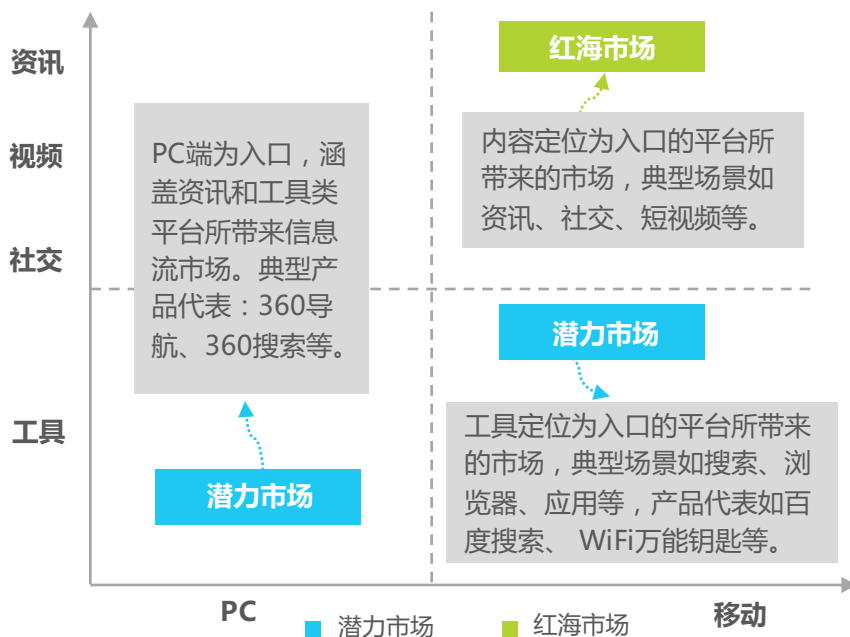 资讯
视频
社交
工具
PC端为入口，涵
盖资讯和工具类
平台所带来信息
流市场。典型产
品代表：360导
航、360搜索等。
潜力市场
红海市场
内容定位为入口的平台所
带来的市场，典型场景如
资讯、社交、短视频等。
潜力市场
工具定位为入口的平台所带来
的市场，典型场景如搜索、浏
览器、应用等，产品代表如百
度搜索、 WiFi万能钥匙等。
PC
移动
潜力市场
红海市场